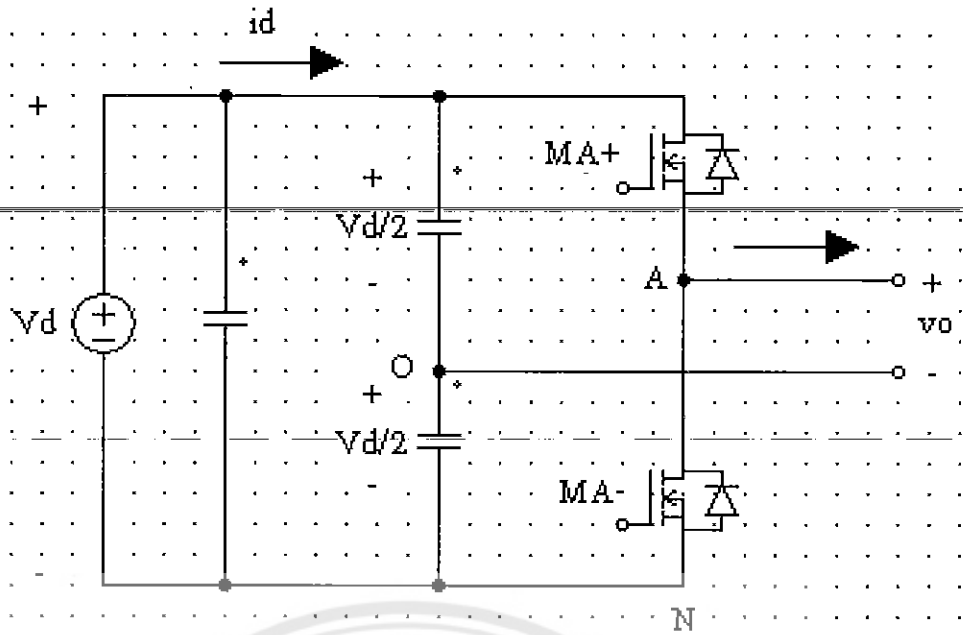 id
+
MA+
+
Vd/2
-
A
+
Vd
+
-
vo
O
-
+
Vd/2
-
MA-
-
N